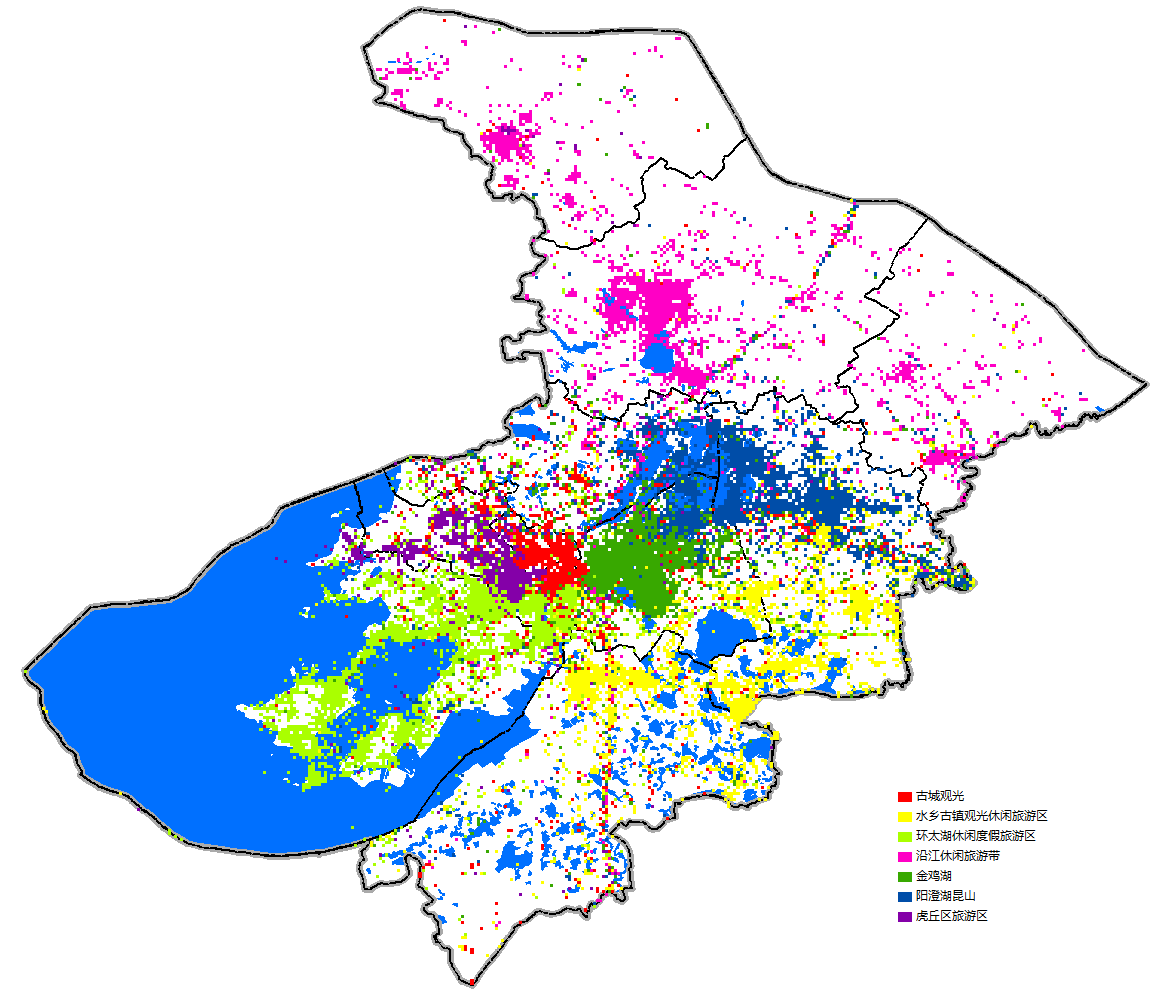 古城观光
水乡古镇观光休闲旅游区
环太湖休闲度假旅游区
沿江休闲旅游带
金鸡湖
阳澄湖昆山
虎丘区旅游区